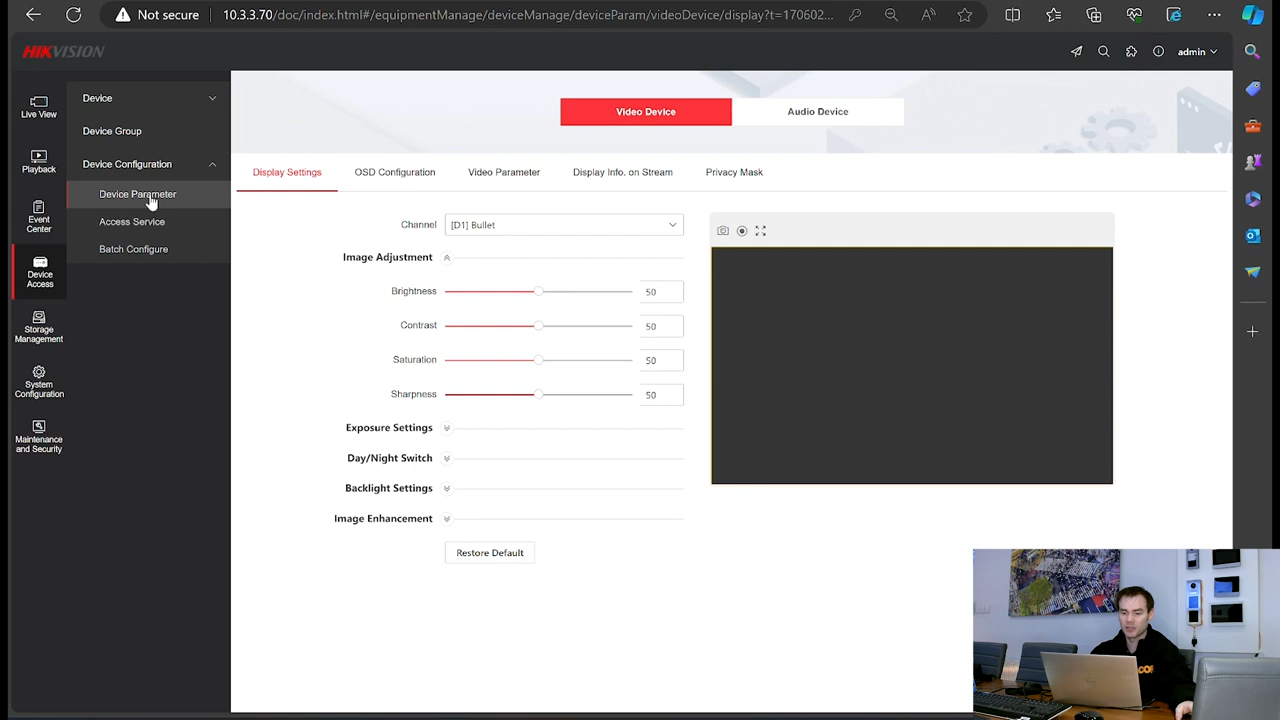 Not secure
10.3.3.70/doc/index.html#/equipmentManage/deviceManage/deviceParam/videoDevice/display?t=170602...
HIKVISION
admin
Live View
Playback
Event
Center
Device
Access
Storage
Management
System
Configuration
Maintenance
and Security
Device
Device Group
Device Configuration
Device Parameter
Access Service
Batch Configure
Video Device
Audio Device
Display Settings
OSD Configuration
Video Parameter
Display Info. on Stream
Privacy Mask
Channel
[D1] Bullet
Image Adjustment
Brightness
50
Contrast
50
Saturation
50
Sharpness
50
Exposure Settings
Day/Night Switch
Backlight Settings
Image Enhancement
Restore Default